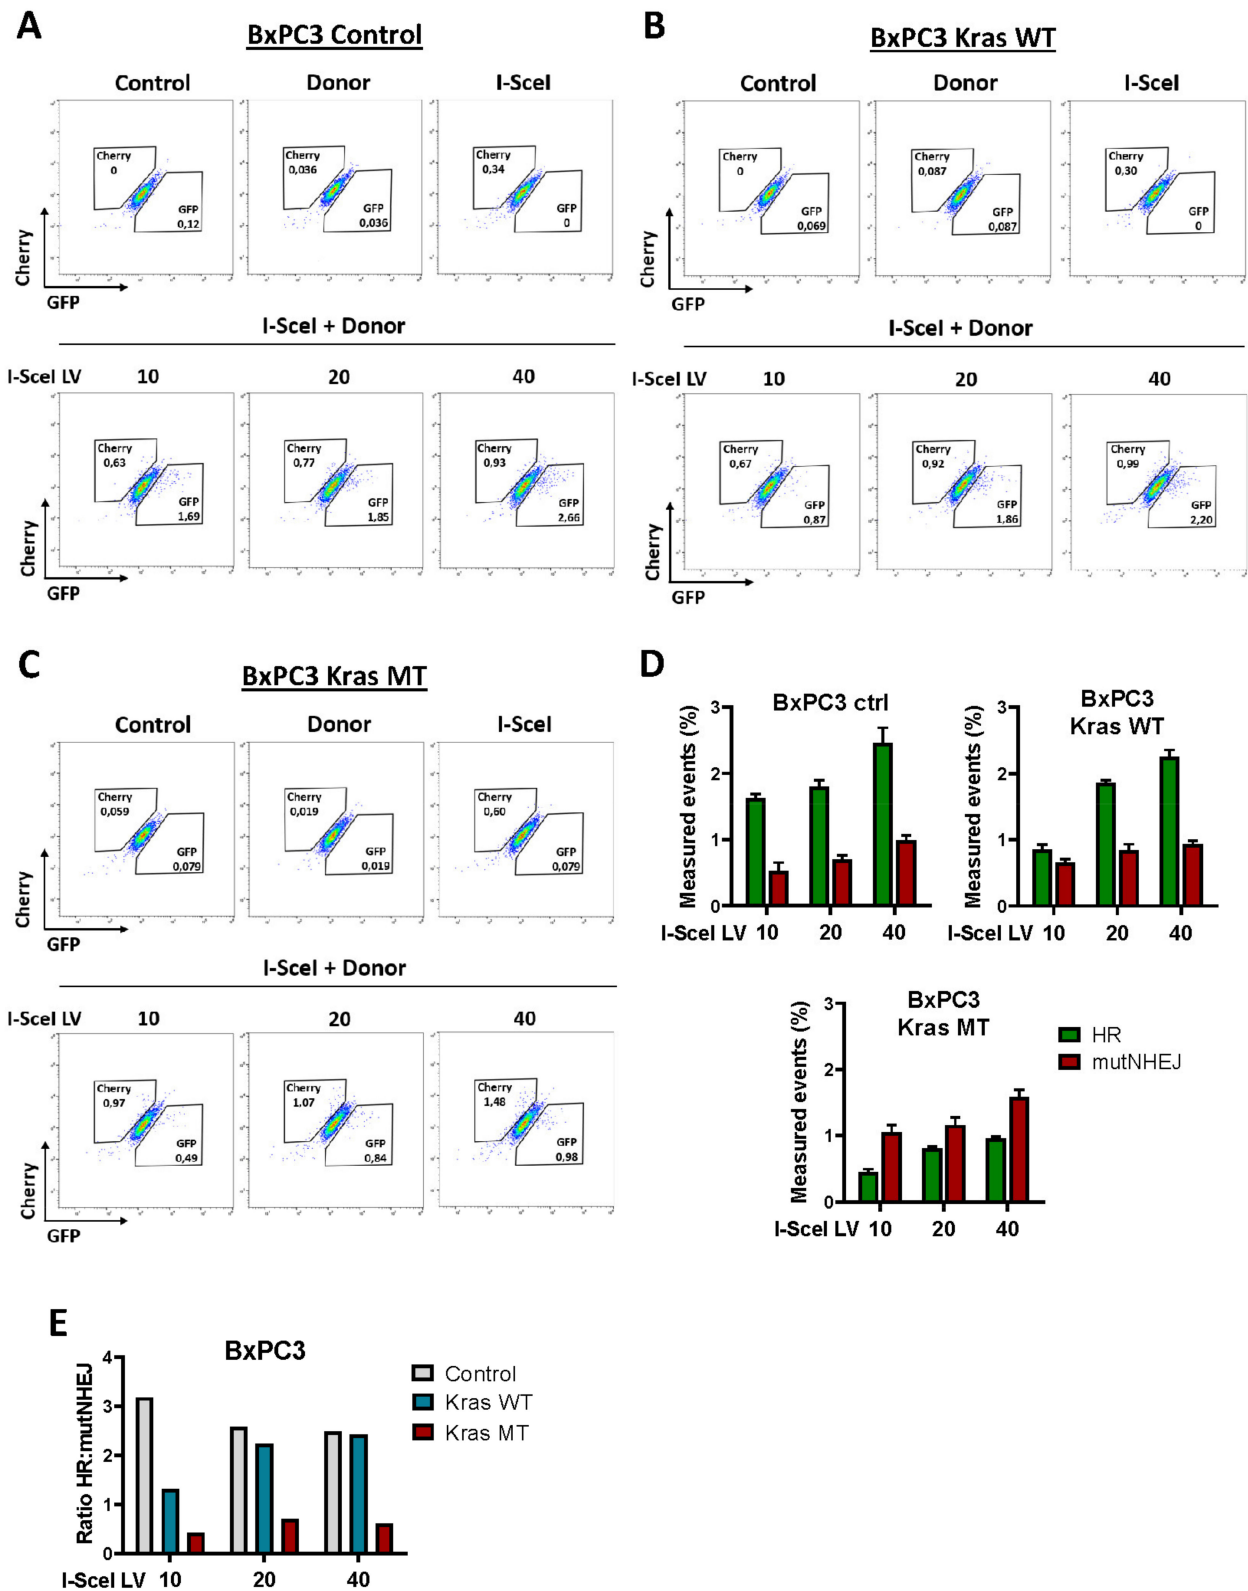 A
BxPC3 Control
Control Donor I-SceI
Cherry 0
GFP 0,12
Cherry 0,036
GFP 0,036
Cherry 0,34
GFP 0
Cherry
GFP
I-SceI + Donor
I-SceI LV 10 20 40
Cherry 0,63
GFP 1,69
Cherry 0,77
GFP 1,85
Cherry 0,93
GFP 2,66
Cherry
GFP
B
BxPC3 Kras WT
Control Donor I-SceI
Cherry 0
GFP 0,069
Cherry 0,087
GFP 0,087
Cherry 0,30
GFP 0
Cherry
GFP
I-SceI + Donor
I-SceI LV 10 20 40
Cherry 0,67
GFP 0,87
Cherry 0,92
GFP 1,86
Cherry 0,99
GFP 2,20
Cherry
GFP
C
BxPC3 Kras MT
Control Donor I-SceI
Cherry 0,059
GFP 0,079
Cherry 0,019
GFP 0,019
Cherry 0,60
GFP 0,079
Cherry
GFP
I-SceI + Donor
I-SceI LV 10 20 40
Cherry 0,97
GFP 0,49
Cherry 1,07
GFP 0,84
Cherry 1,48
GFP 0,98
Cherry
GFP
D
BxPC3 ctrl
Measured events (%)
3
2
1
0
I-SceI LV 10 20 40
BxPC3
Kras WT
Measured events (%)
3
2
1
0
I-SceI LV 10 20 40
BxPC3
Kras MT
Measured events (%)
3
2
1
0
I-SceI LV 10 20 40
HR
mutNHEJ
E
BxPC3
Ratio HR:mutNHEJ
4
3
2
1
0
I-SceI LV 10 20 40
Control
Kras WT
Kras MT